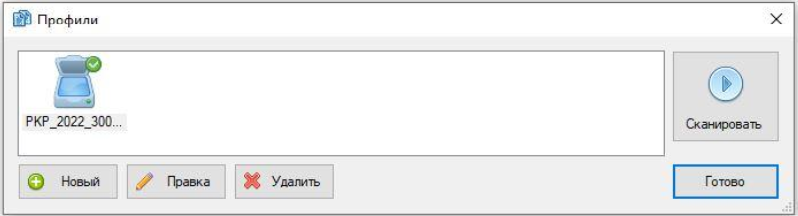 Профили
PKP_2022_300...
Сканировать
Новый
Правка
Удалить
Готово